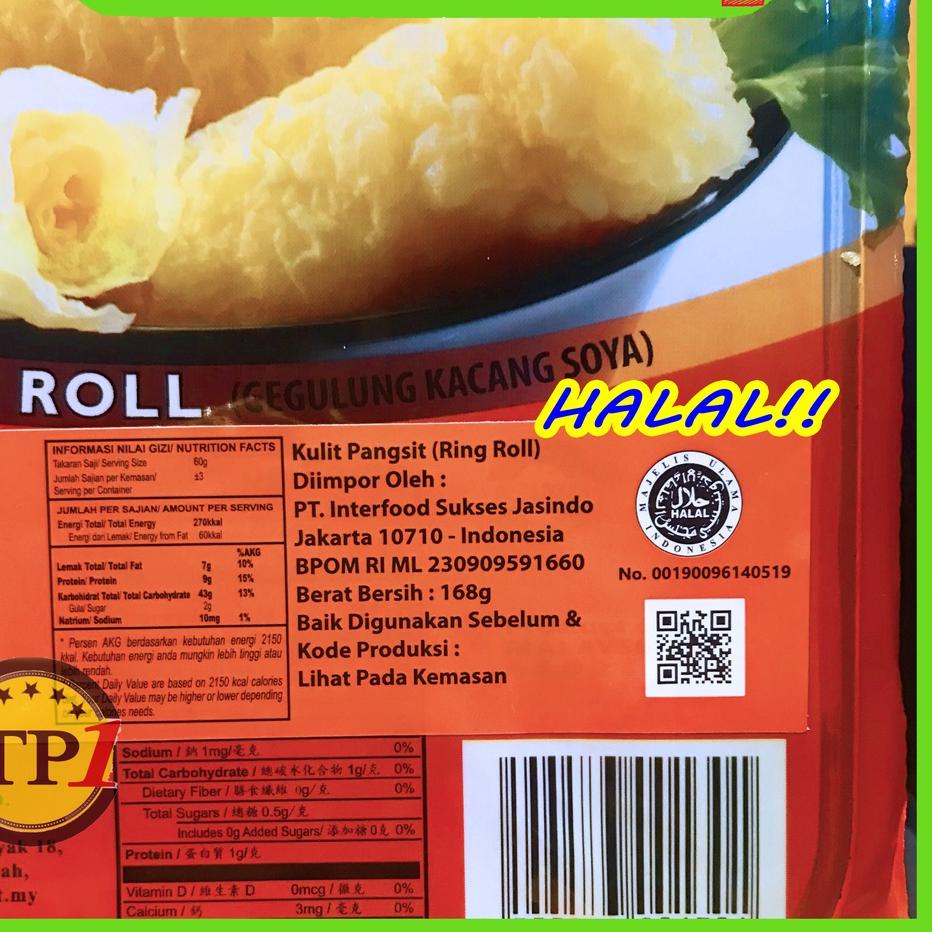 ROLL (GEGULUNG KACANG SOYA)
HALAL!!
INFORMASI NILAI GIZI/ NUTRITION FACTS
Takaran Saji/ Serving Size 60g
Jumlah Sajian per Kemasan/ ±3
Serving per Container
JUMLAH PER SAJIAN/ AMOUNT PER SERVING
Energi Total/ Total Energy 270kkal
Energi dari Lemak/ Energy from Fat 60kkal
%AKG
Lemak Total/ Total Fat 7g 10%
Protein/ Protein 9g 15%
Karbohidrat Total/ Total Carbohydrate 43g 13%
Gula/ Sugar 2g
Natrium/ Sodium 10mg 1%
* Persen AKG berdasarkan kebutuhan energi 2150
kkal. Kebutuhan energi anda mungkin lebih tinggi atau
lebih rendah.
Daily Value are based on 2150 kcal calories
Daily Value may be higher or lower depending
needs.
Kulit Pangsit (Ring Roll)
Diimpor Oleh :
PT. Interfood Sukses Jasindo
Jakarta 10710 - Indonesia
BPOM RI ML 230909591660
Berat Bersih : 168g
Baik Digunakan Sebelum &
Kode Produksi :
Lihat Pada Kemasan
MAJELIS ULAMA
حلال
HALAL
INDONESIA
No. 00190096140519
TP1
yak 18,
ah,
t.my
Sodium / 鈉 1mg/毫克 0%
Total Carbohydrate / 總碳水化合物 1g/克 0%
Dietary Fiber / 膳食纖維 0g/克 0%
Total Sugars / 總糖 0.5g/克
Includes 0g Added Sugars/ 添加糖 0克 0%
Protein / 蛋白質 1g/克
Vitamin D / 維生素 D 0mcg / 微克 0%
Calcium / 鈣 3mg / 毫克 0%